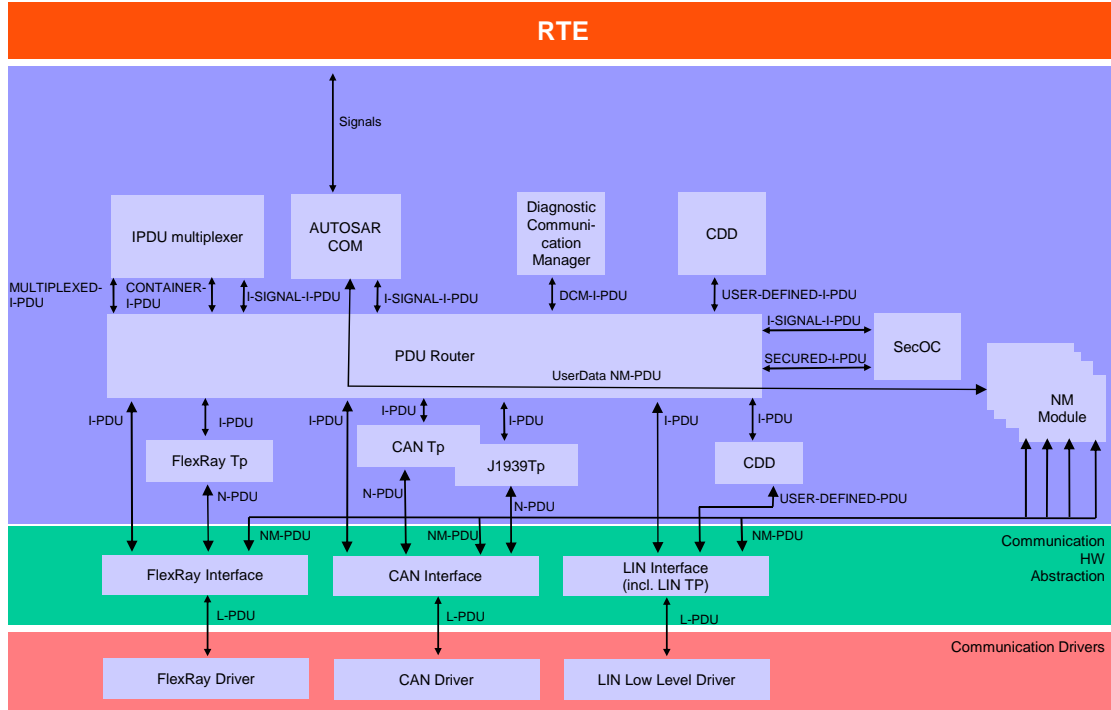 RTE
Signals
IPDU multiplexer
AUTOSAR
COM
Diagnostic
Communi-
cation
Manager
CDD
MULTIPLEXED-
I-PDU
CONTAINER-
I-PDU
I-SIGNAL-I-PDU
I-SIGNAL-I-PDU
DCM-I-PDU
USER-DEFINED-I-PDU
I-SIGNAL-I-PDU
SecOC
PDU Router
SECURED-I-PDU
UserData NM-PDU
NM
Module
I-PDU
I-PDU
I-PDU
I-PDU
I-PDU
I-PDU
I-PDU
FlexRay Tp
CAN Tp
J1939Tp
CDD
N-PDU
N-PDU
N-PDU
USER-DEFINED-PDU
NM-PDU
NM-PDU
NM-PDU
Communication
HW
Abstraction
FlexRay Interface
CAN Interface
LIN Interface
(incl. LIN TP)
L-PDU
L-PDU
L-PDU
Communication Drivers
FlexRay Driver
CAN Driver
LIN Low Level Driver